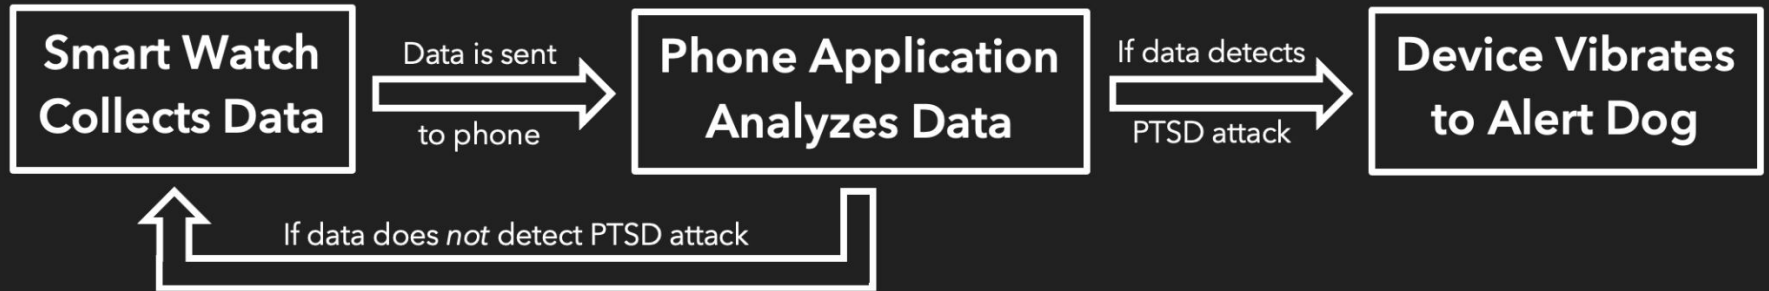 Smart Watch
Collects Data
Data is sent
to phone
Phone Application
Analyzes Data
If data detects
PTSD attack
Device Vibrates
to Alert Dog
If data does not detect PTSD attack